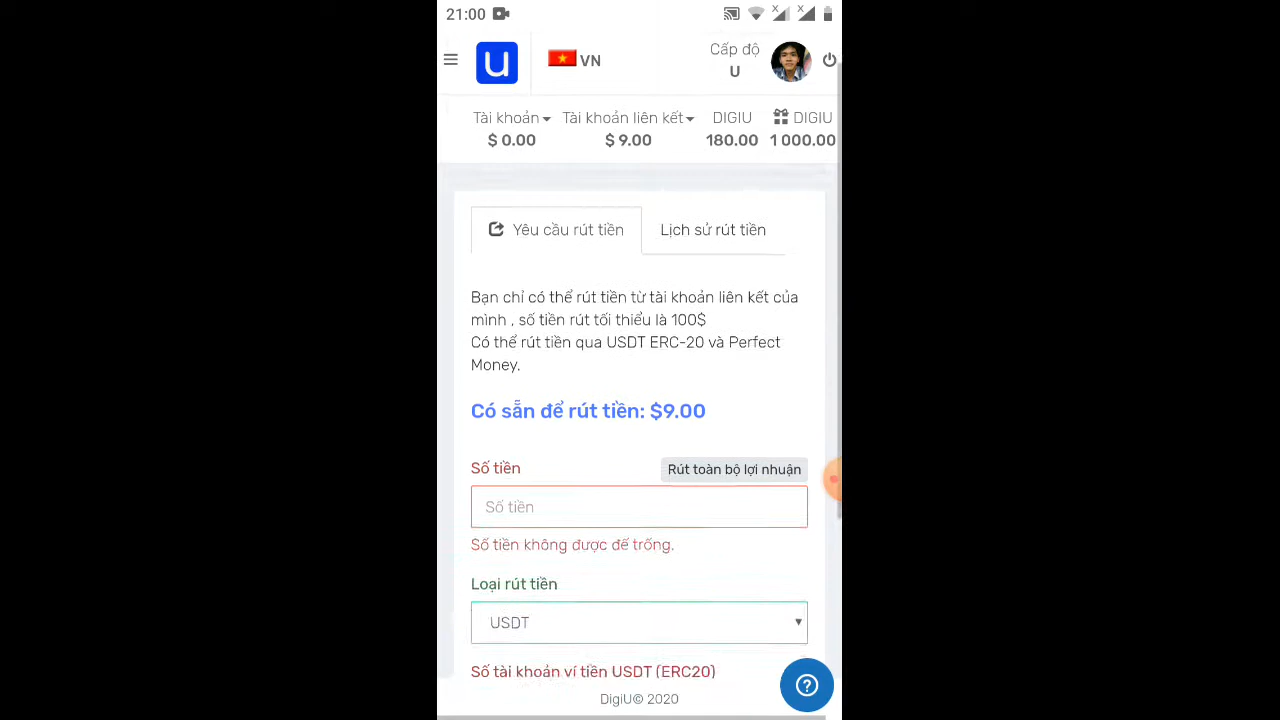 21:00
u
VN
Cấp độ
U
Tài khoản
$ 0.00
Tài khoản liên kết
$ 9.00
DIGIU
180.00
DIGIU
1 000.00
Yêu cầu rút tiền
Lịch sử rút tiền
Bạn chỉ có thể rút tiền từ tài khoản liên kết của
mình , số tiền rút tối thiểu là 100$
Có thể rút tiền qua USDT ERC-20 và Perfect
Money.
Có sẵn để rút tiền: $9.00
Số tiền
Rút toàn bộ lợi nhuận
Số tiền
Số tiền không được để trống.
Loại rút tiền
USDT
Số tài khoản ví tiền USDT (ERC20)
DigiU© 2020